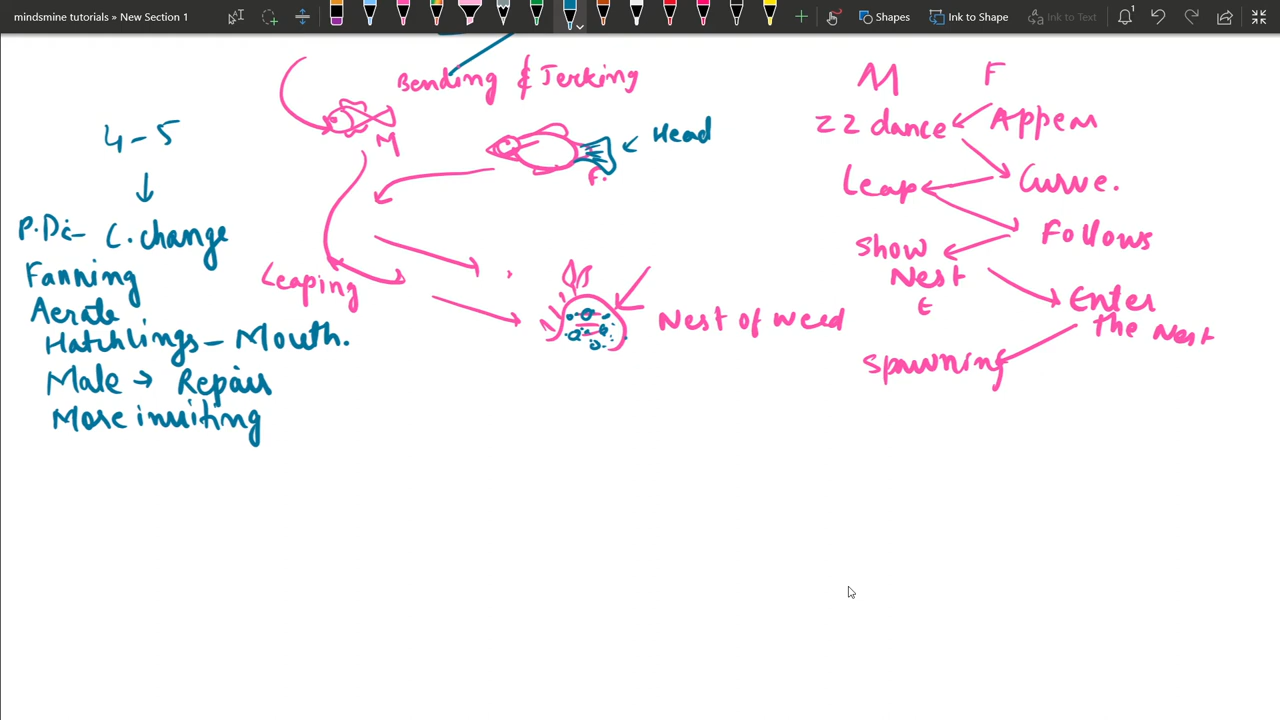 mindsmine tutorials » New Section 1
Shapes
Ink to Shape
Ink to Text
Bending & Jerking
M
Head
F.
Leaping
Nest of weed
4-5
P.Di- C. change
Fanning
Aerate
Hatchlings - Mouth.
Male → Repair
More inviting
M F
ZZ dance Appear
Leap Curve.
Show Follows
Nest
t
Enter
the Nest
Spawning